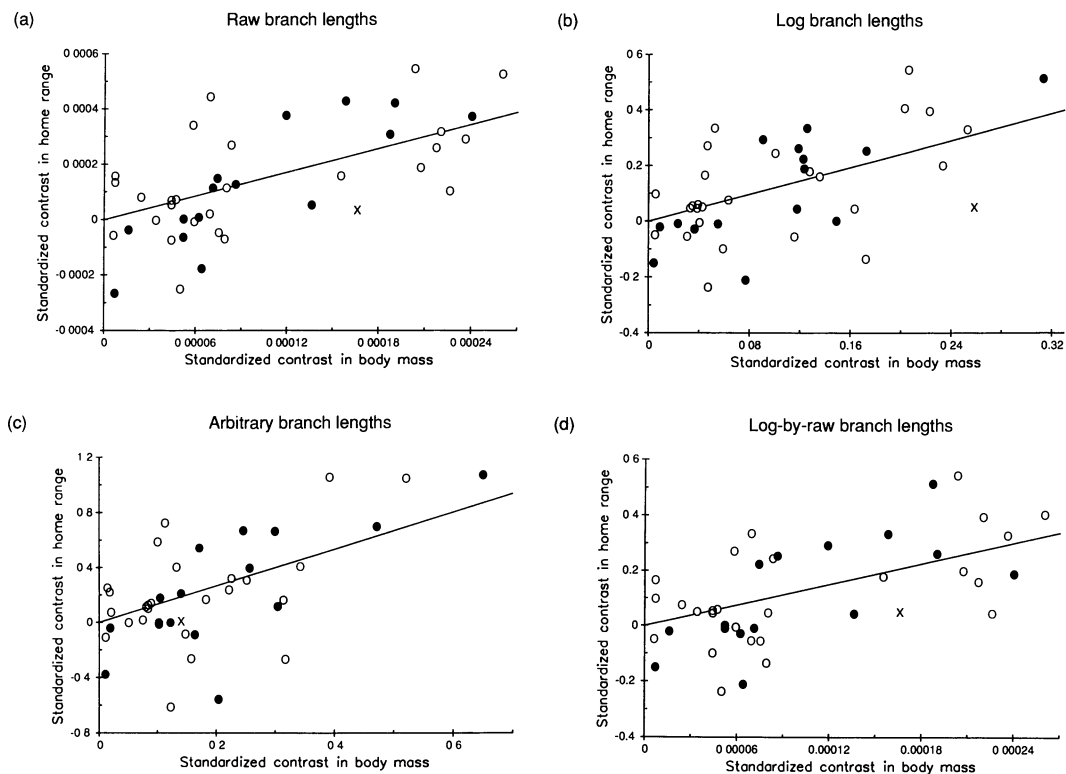 (a)
Raw branch lengths
Standardized contrast in home range
0 0006
0 0004
0 0002
0
-0 0002
-0 0004
0
0 00006
0 00012
0 00018
0 00024
Standardized contrast in body mass
x
(b)
Log branch lengths
Standardized contrast in home range
0 6
0 4
0.2
0
-0.2
-0.4
0
0 08
0.16
0.24
0.32
Standardized contrast in body mass
x
(c)
Arbitrary branch lengths
Standardized contrast in home range
1 2
0.8
0.4
0
-0 4
-0 8
0
0.2
0 4
0 6
Standardized contrast in body mass
x
(d)
Log-by-raw branch lengths
Standardized contrast in home range
0 6
0 4
0.2
0
-0.2
-0.4
0
0 00006
0 00012
0 00018
0 00024
Standardized contrast in body mass
x